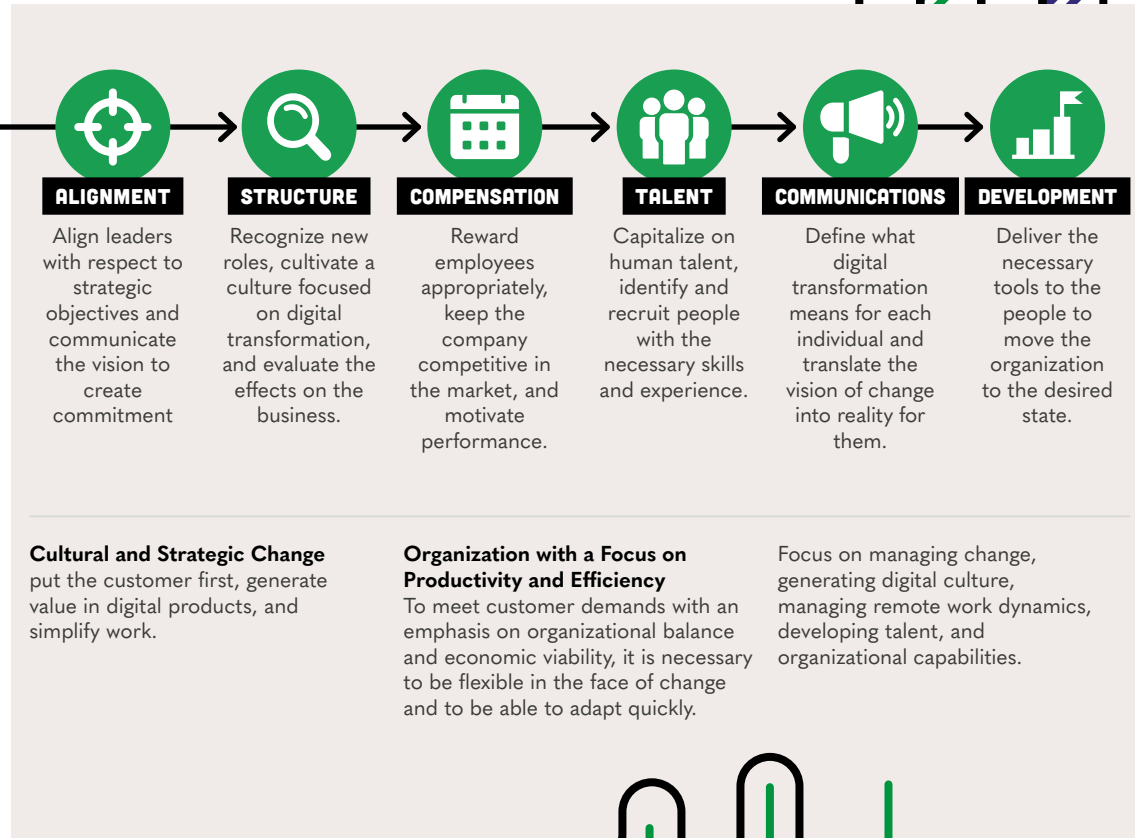 ALIGNMENT
Align leaders
with respect to
strategic
objectives and
communicate
the vision to
create
commitment
STRUCTURE
Recognize new
roles, cultivate a
culture focused
on digital
transformation,
and evaluate the
effects on the
business.
COMPENSATION
Reward
employees
appropriately,
keep the
company
competitive in
the market, and
motivate
performance.
TALENT
Capitalize on
human talent,
identify and
recruit people
with the
necessary skills
and experience.
COMMUNICATIONS
Define what
digital
transformation
means for each
individual and
translate the
vision of change
into reality for
them.
DEVELOPMENT
Deliver the
necessary
tools to the
people to
move the
organization
to the desired
state.
Cultural and Strategic Change
put the customer first, generate
value in digital products, and
simplify work.
Organization with a Focus on
Productivity and Efficiency
To meet customer demands with an
emphasis on organizational balance
and economic viability, it is necessary
to be flexible in the face of change
and to be able to adapt quickly.
Focus on managing change,
generating digital culture,
managing remote work dynamics,
developing talent, and
organizational capabilities.